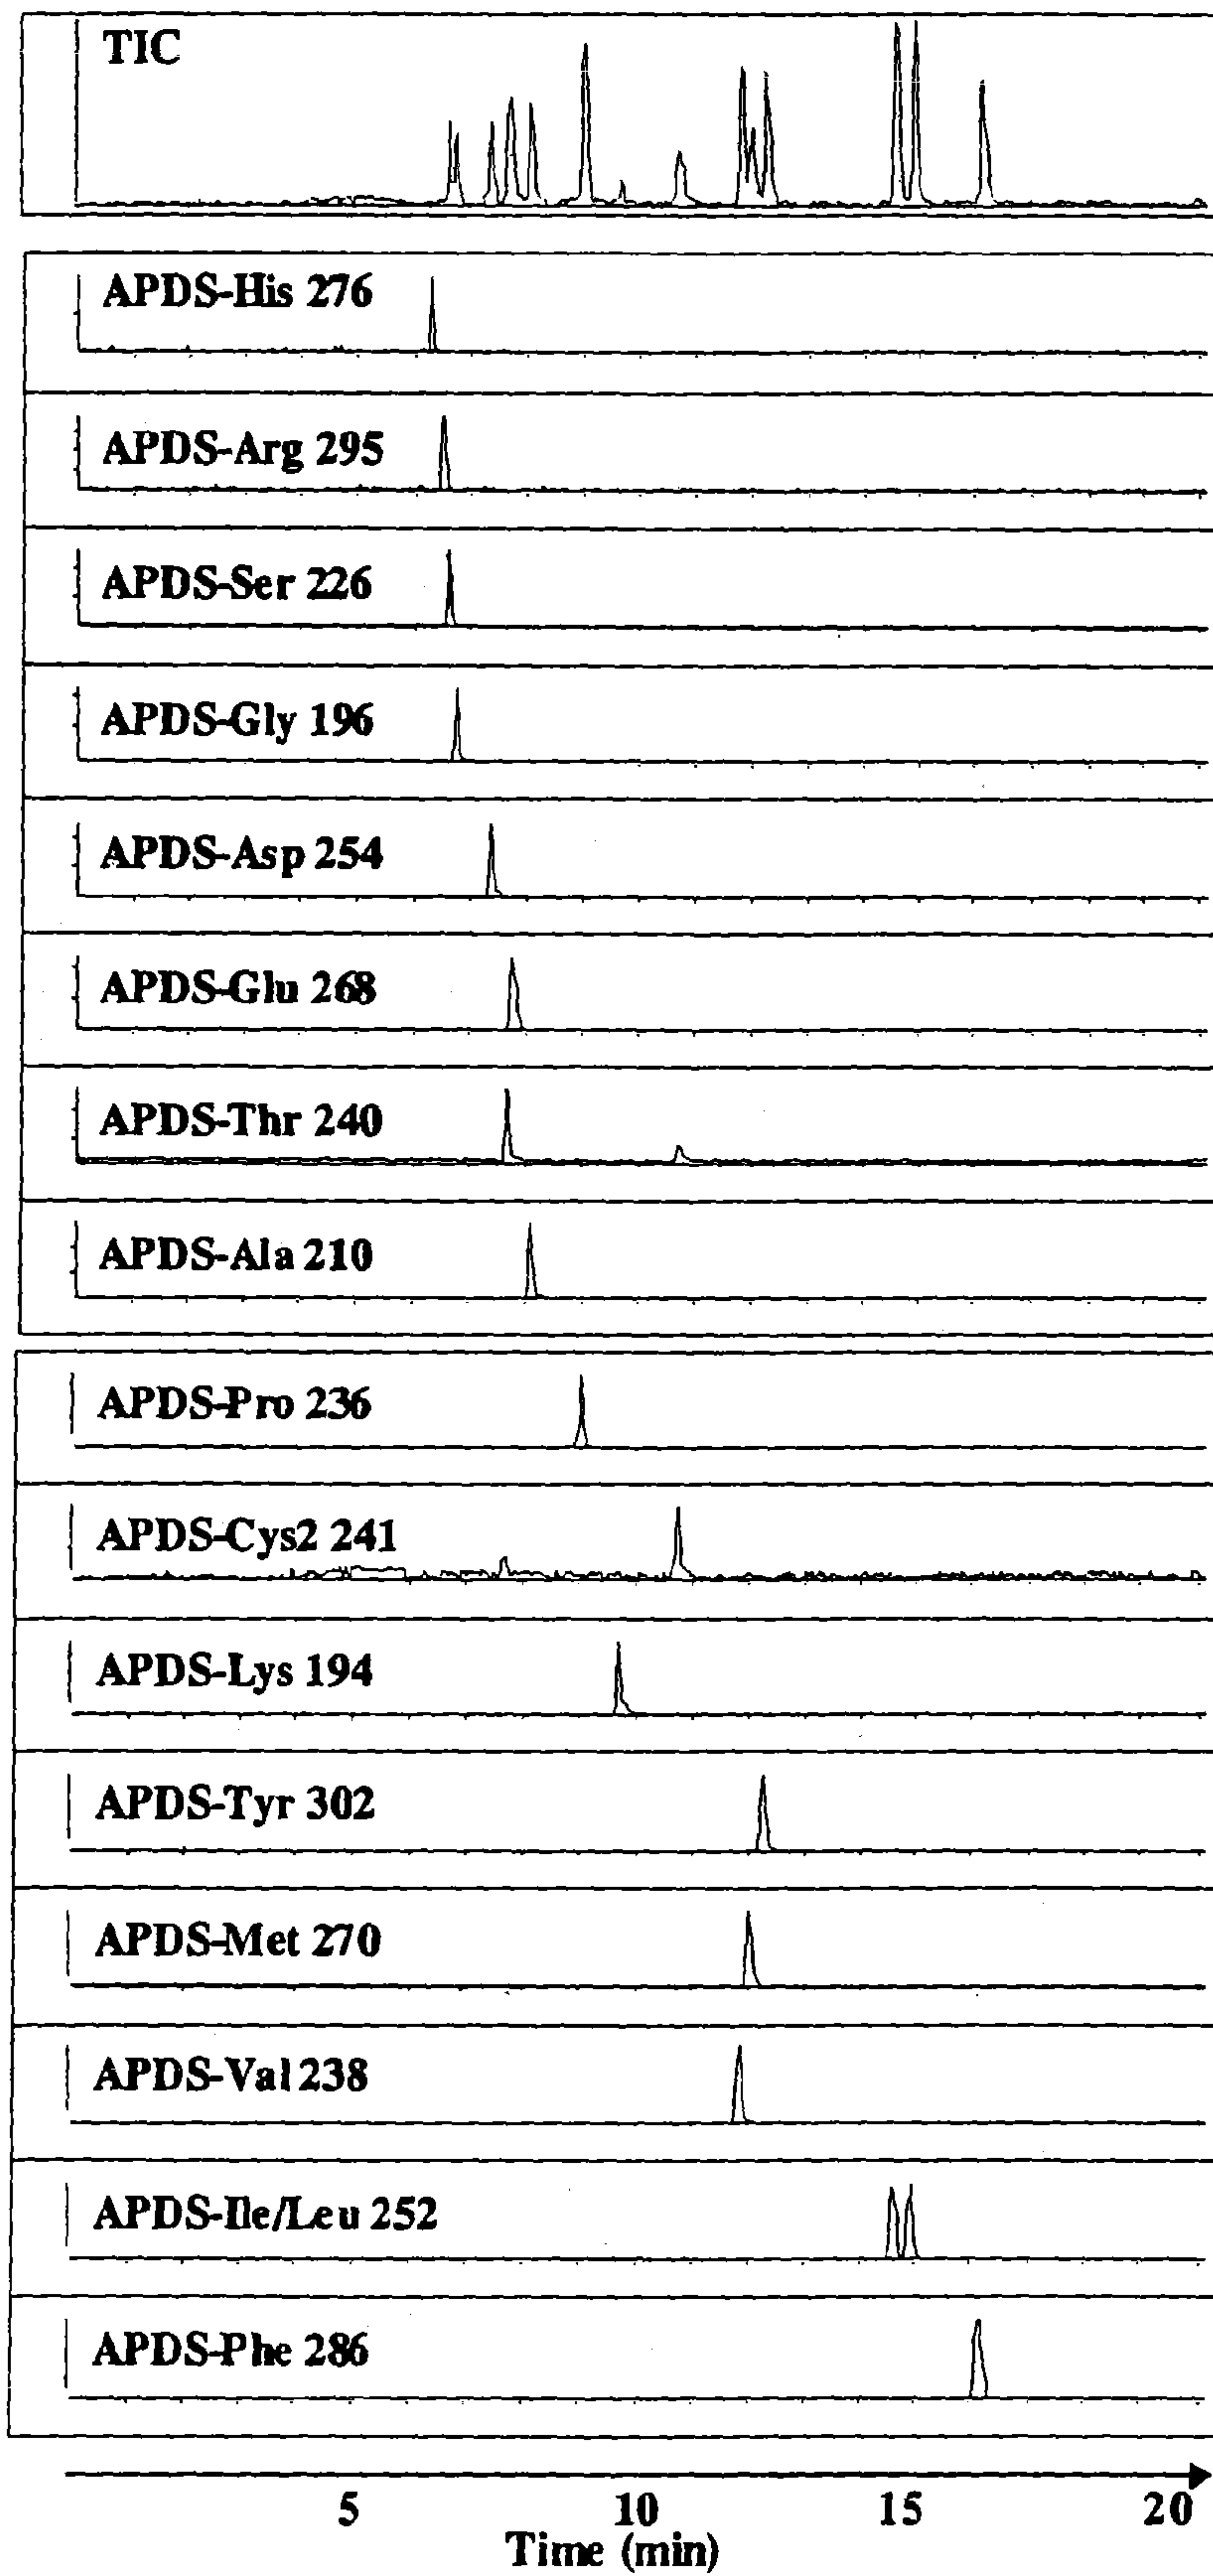 TIC
APDS-His 276
APDS-Arg 295
APDS-Ser 226
APDS-Gly 196
APDS-Asp 254
APDS-Glu 268
APDS-Thr 240
APDS-Ala 210
APDS-Pro 236
APDS-Cys2 241
APDS-Lys 194
APDS-Tyr 302
APDS-Met 270
APDS-Val 238
APDS-Ile/Leu 252
APDS-Phe 286
5 10 15 20
Time (min)